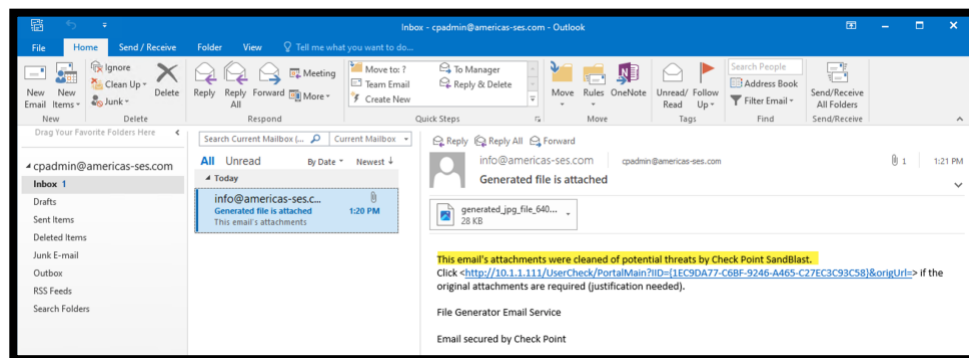 Inbox - cpadmin@americas-ses.com - Outlook
File Home Send / Receive Folder View Tell me what you want to do...
New Email
New Items
Ignore
Clean Up
Junk
Delete
Reply
Reply All
Forward
Meeting
More
Move to: ?
Team Email
Create New
To Manager
Reply & Delete
Move
Rules
OneNote
Unread/ Read
Follow Up
Search People
Address Book
Filter Email
Send/Receive All Folders
New Delete Respond Quick Steps Move Tags Find Send/Receive
Drag Your Favorite Folders Here
cpadmin@americas-ses.com
Inbox 1
Drafts
Sent Items
Deleted Items
Junk E-mail
Outbox
RSS Feeds
Search Folders
Search Current Mailbox (... Current Mailbox
All Unread By Date Newest
Today
info@americas-ses.c...
Generated file is attached 1:20 PM
This email's attachments
Reply Reply All Forward
info@americas-ses.com cpadmin@americas-ses.com 1 1:21 PM
Generated file is attached
generated_jpg_file_640...
28 KB
This email's attachments were cleaned of potential threats by Check Point SandBlast.
Click <http://10.1.1.111/UserCheck/PortalMain?IID={1EC9DA77-C6BF-9246-A465-C27EC3C93C58}&origUrl=> if the
original attachments are required (justification needed).
File Generator Email Service
Email secured by Check Point